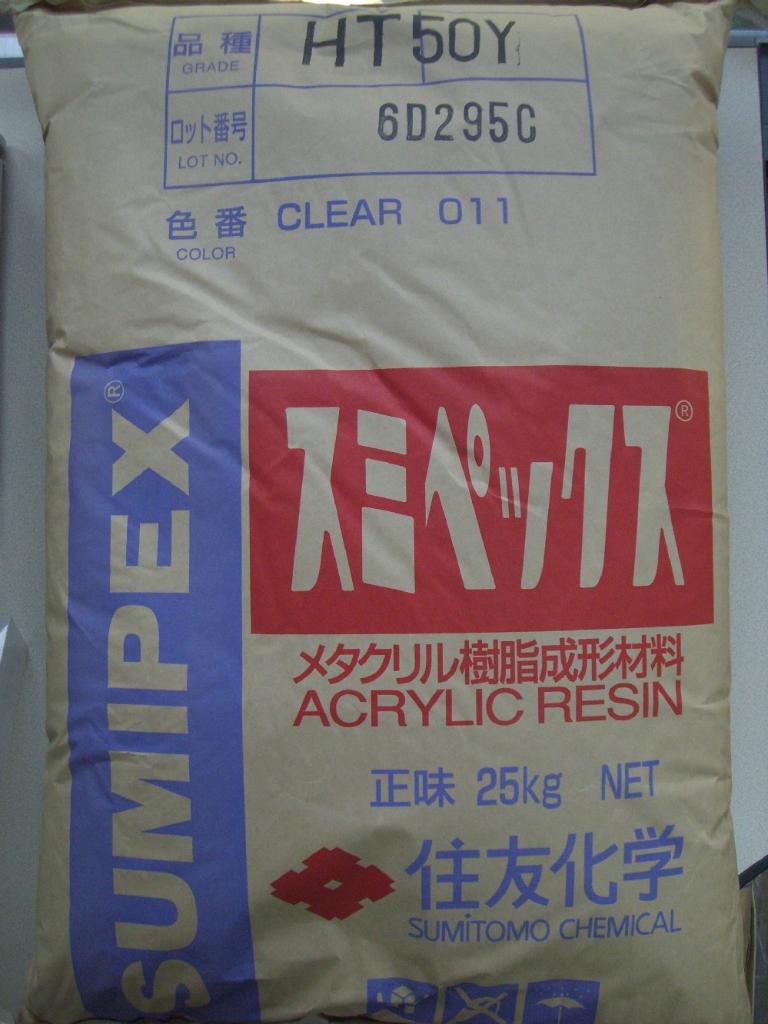 品種 HT50Y
GRADE
ロット番号 6D295C
LOT NO.
色番 CLEAR 011
COLOR
SUMIPEX®
スミペックス®
メタクリル樹脂成形材料
ACRYLIC RESIN
正味 25kg NET
住友化学
SUMITOMO CHEMICAL